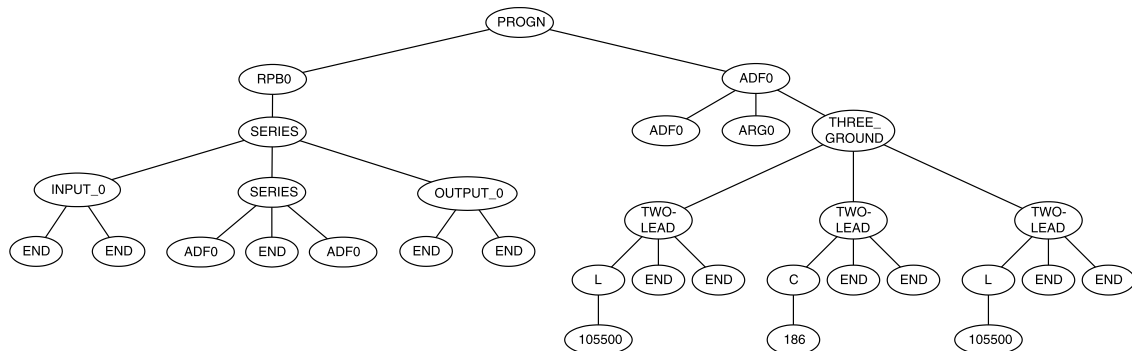 PROGN
RPB0
ADF0
SERIES
ADF0
ARG0
THREE_
GROUND
INPUT_0
SERIES
OUTPUT_0
TWO-
LEAD
TWO-
LEAD
TWO-
LEAD
END
END
ADF0
END
ADF0
END
END
L
END
END
C
END
END
L
END
END
105500
186
105500